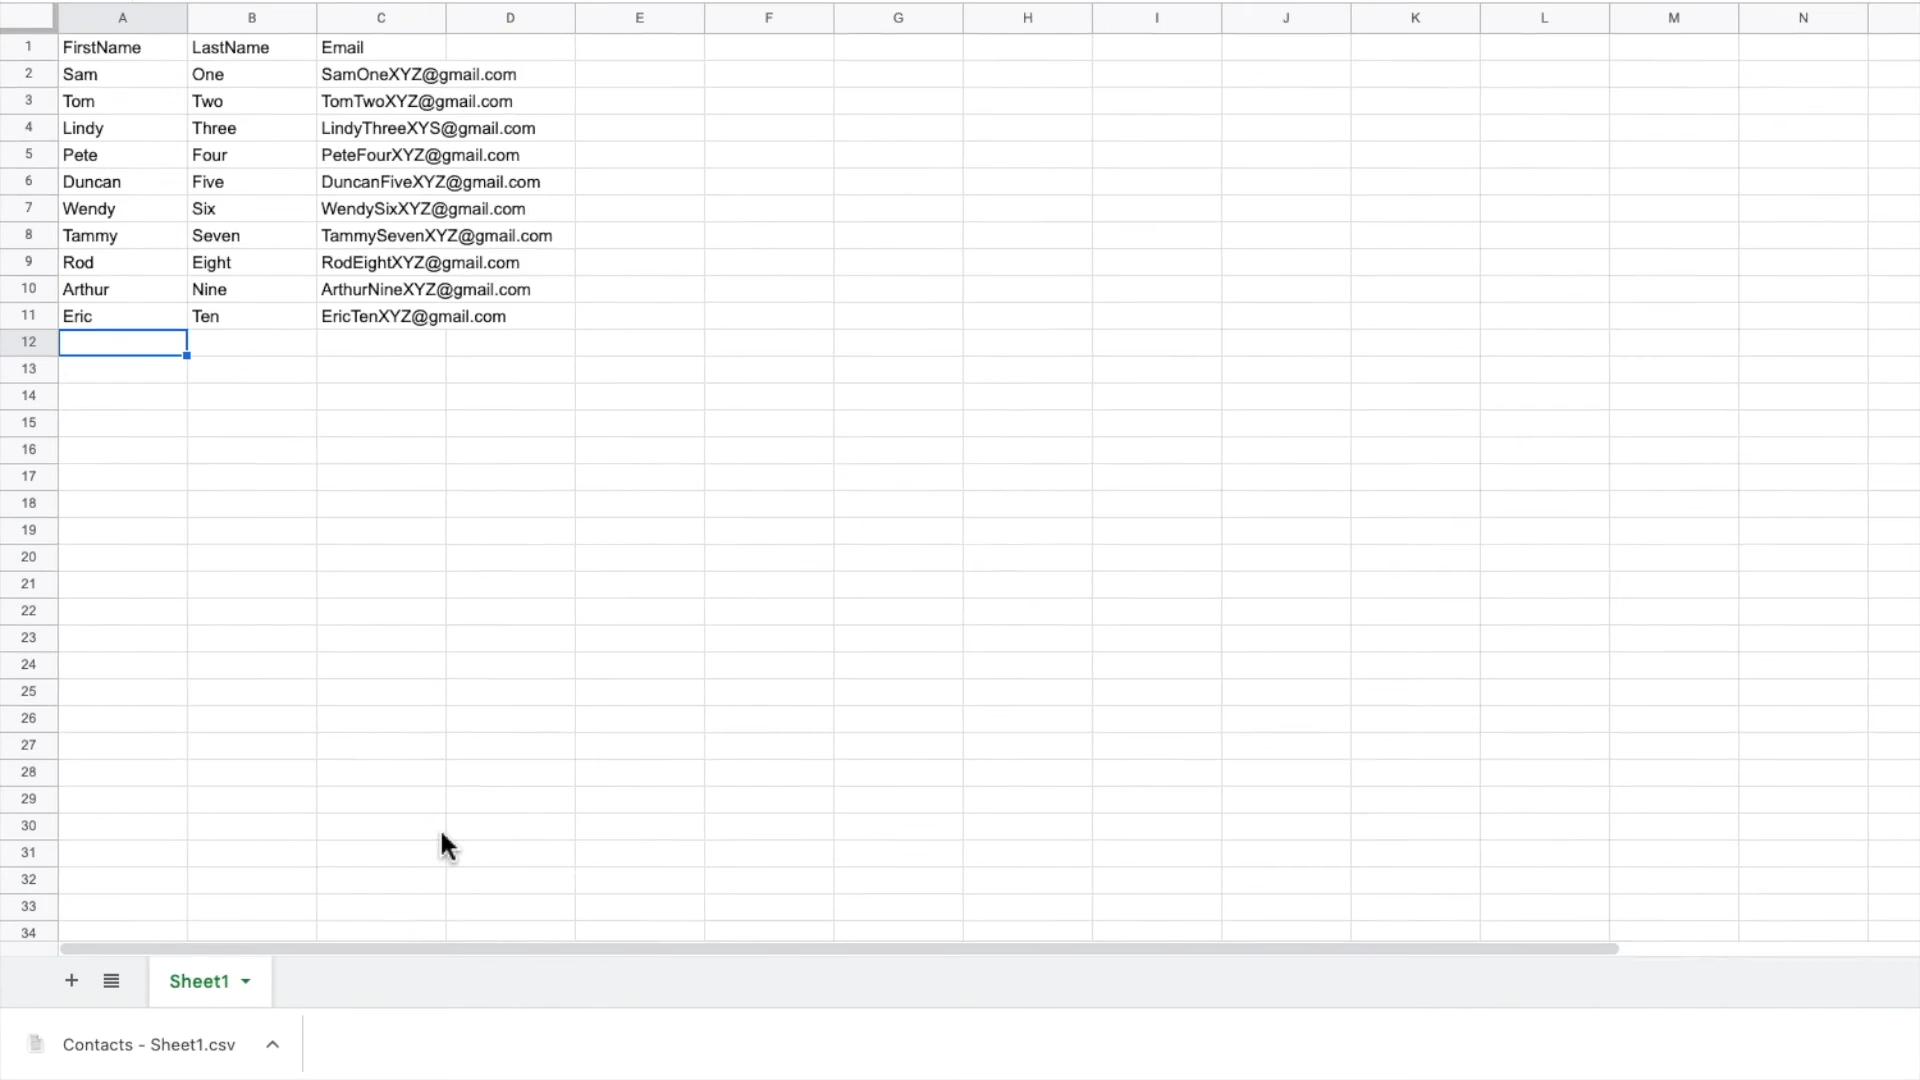 A B C D E F G H I J K L M N
1 FirstName LastName Email
2 Sam One SamOneXYZ@gmail.com
3 Tom Two TomTwoXYZ@gmail.com
4 Lindy Three LindyThreeXYS@gmail.com
5 Pete Four PeteFourXYZ@gmail.com
6 Duncan Five DuncanFiveXYZ@gmail.com
7 Wendy Six WendySixXYZ@gmail.com
8 Tammy Seven TammySevenXYZ@gmail.com
9 Rod Eight RodEightXYZ@gmail.com
10 Arthur Nine ArthurNineXYZ@gmail.com
11 Eric Ten EricTenXYZ@gmail.com
12
13
14
15
16
17
18
19
20
21
22
23
24
25
26
27
28
29
30
31
32
33
34
+ Sheet1
Contacts - Sheet1.csv